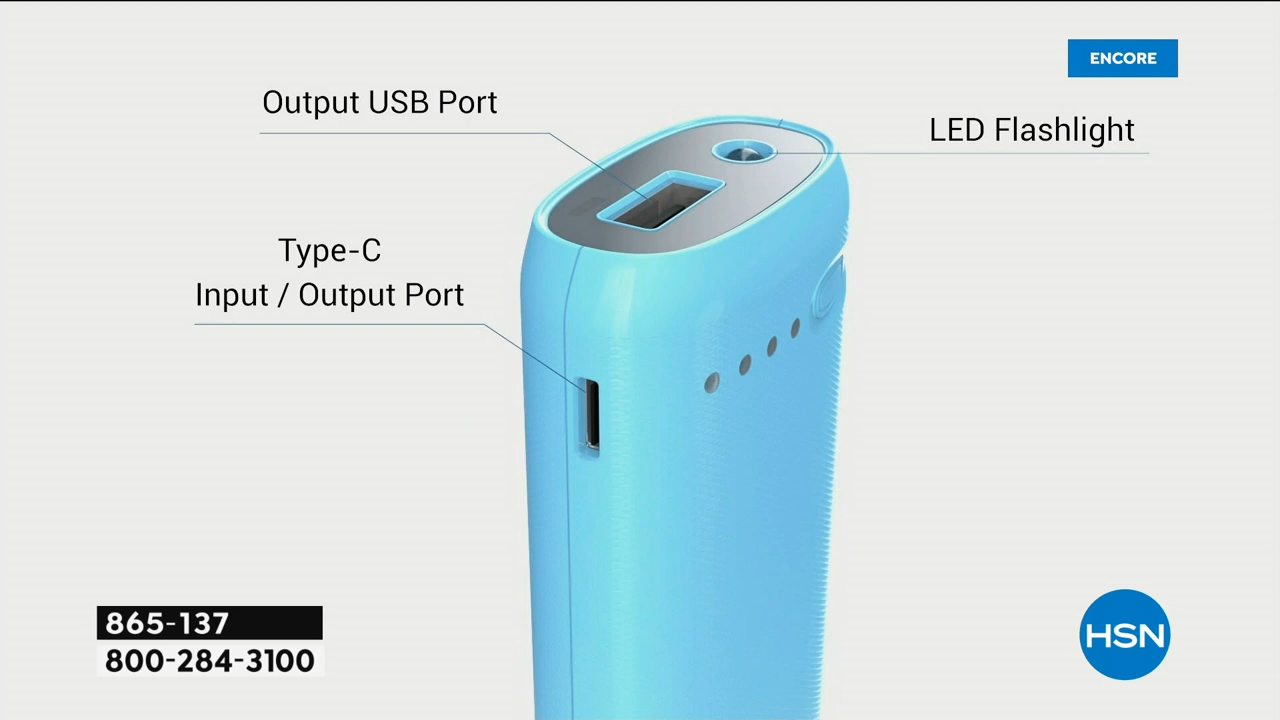 ENCORE
Output USB Port
LED Flashlight
Type-C
Input / Output Port
865-137
800-284-3100
HSN